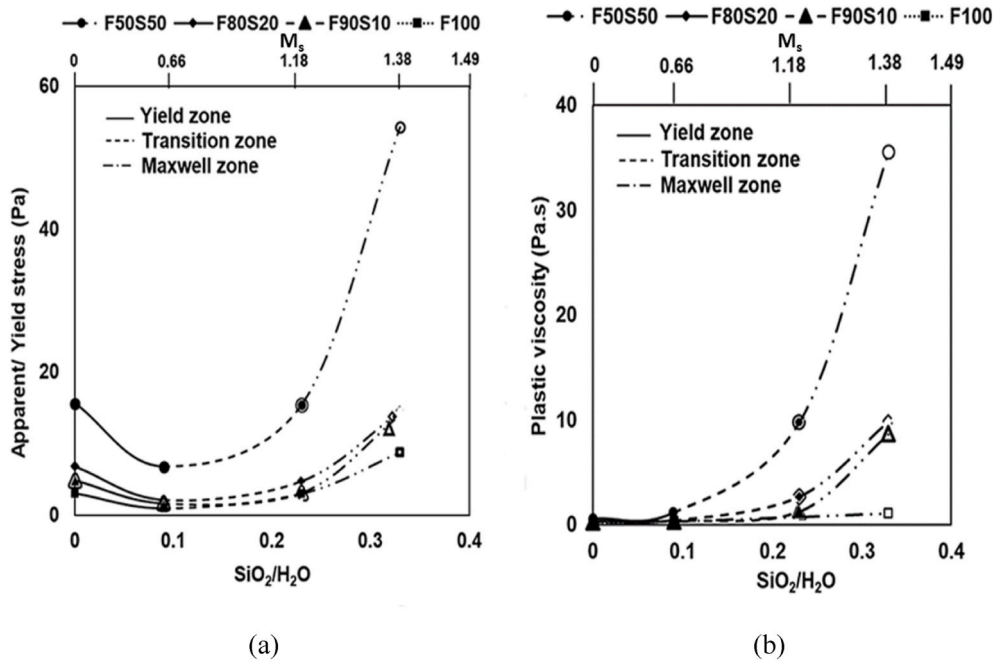 F50S50 F80S20 F90S10 F100
Ms
0 0.66 1.18 1.38 1.49
60
40
20
0
Apparent/ Yield stress (Pa)
Yield zone
Transition zone
Maxwell zone
0 0.1 0.2 0.3 0.4
SiO2/H2O
(a)
F50S50 F80S20 F90S10 F100
Ms
0 0.66 1.18 1.38 1.49
40
30
20
10
0
Plastic viscosity (Pa.s)
Yield zone
Transition zone
Maxwell zone
0 0.1 0.2 0.3 0.4
SiO2/H2O
(b)